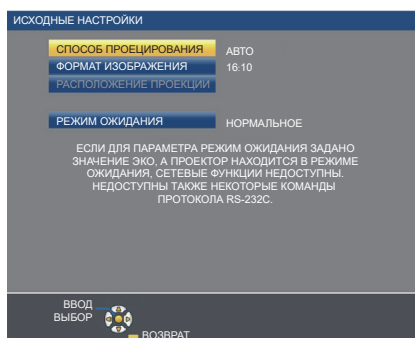 ИСХОДНЫЕ НАСТРОЙКИ
СПОСОБ ПРОЕЦИРОВАНИЯ АВТО
ФОРМАТ ИЗОБРАЖЕНИЯ 16:10
РАСПОЛОЖЕНИЕ ПРОЕКЦИИ
РЕЖИМ ОЖИДАНИЯ НОРМАЛЬНОЕ
ЕСЛИ ДЛЯ ПАРАМЕТРА РЕЖИМ ОЖИДАНИЯ ЗАДАНО
ЗНАЧЕНИЕ ЭКО, А ПРОЕКТОР НАХОДИТСЯ В РЕЖИМЕ
ОЖИДАНИЯ, СЕТЕВЫЕ ФУНКЦИИ НЕДОСТУПНЫ.
НЕДОСТУПНЫ ТАКЖЕ НЕКОТОРЫЕ КОМАНДЫ
ПРОТОКОЛА RS-232C.
ВВОД
ВЫБОР
ВОЗВРАТ